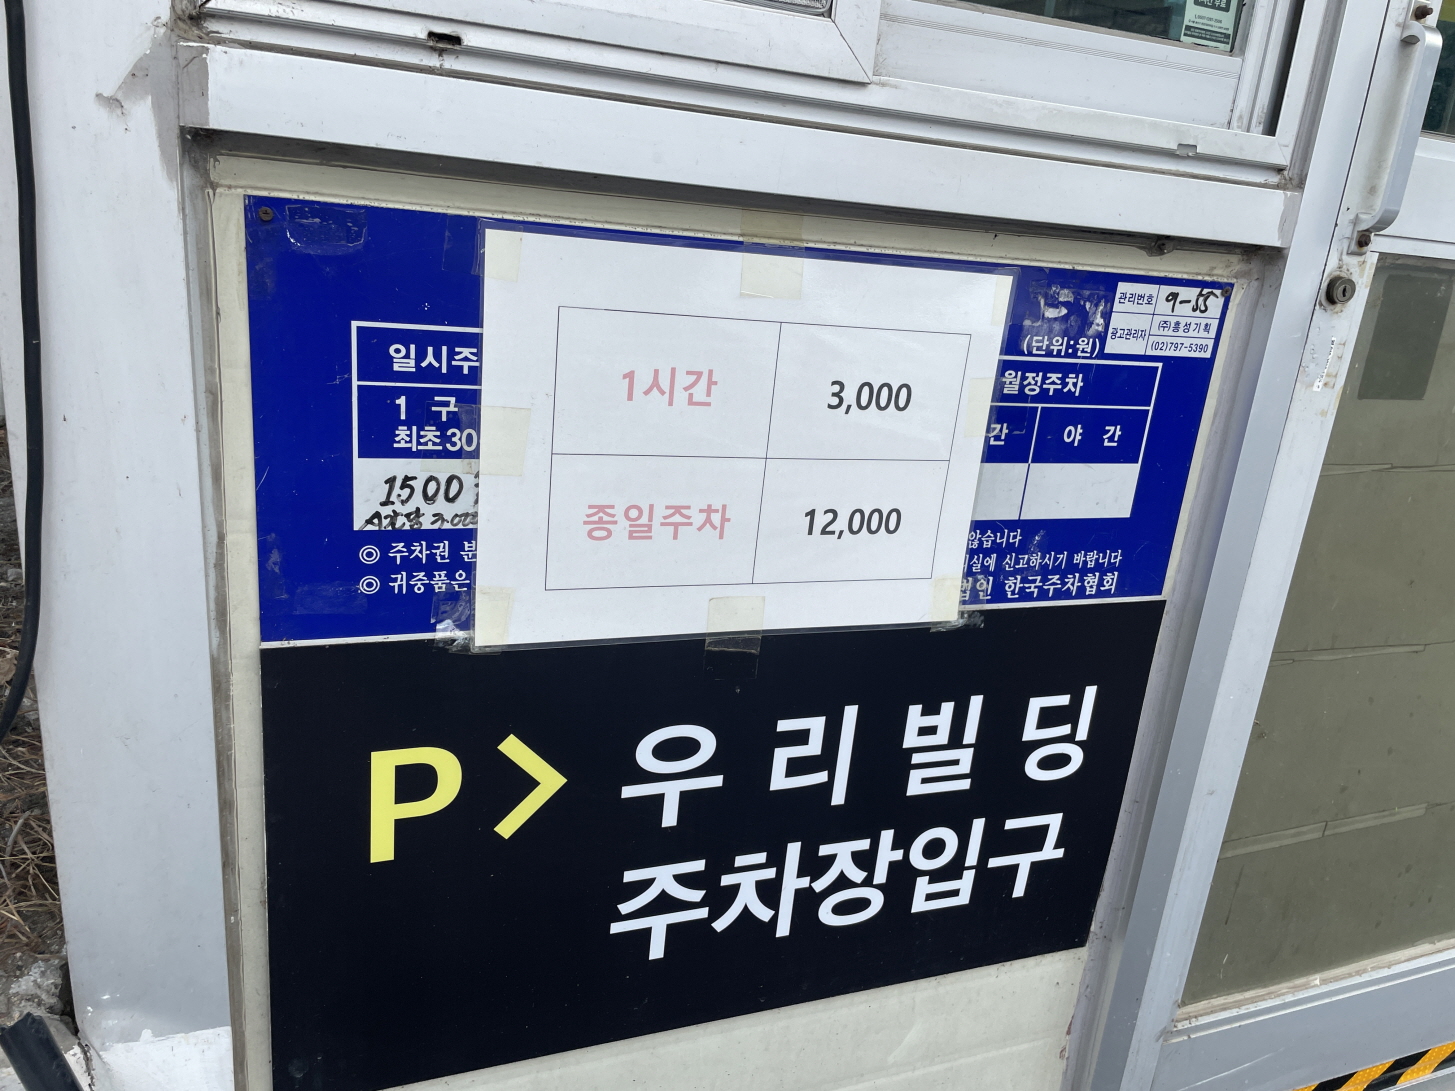 관리번호 9-55
광고관리자 (주)흥성기획
(02)797-5390
(단위:원)
일시주
월정주차
1 구
최초30
간
야 간
1500
1시간 3,000
종일주차 12,000
◎ 주차권 분
않습니다
◎ 귀중품은
실에 신고하시기 바랍니다
법인 한국주차협회
P> 우리빌딩
주차장입구